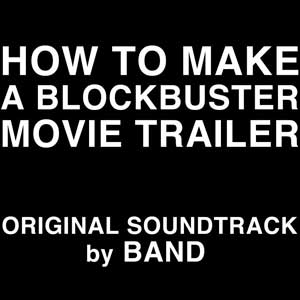 HOW TO MAKE
A BLOCKBUSTER
MOVIE TRAILER
ORIGINAL SOUNDTRACK
by BAND